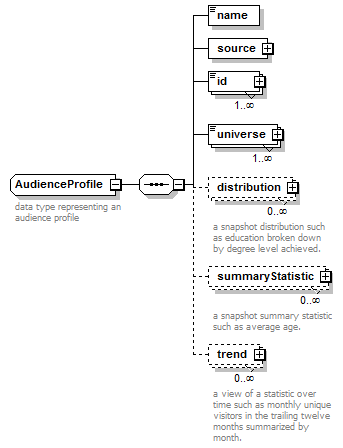 name
source
id
1..∞
universe
1..∞
AudienceProfile
data type representing an
audience profile
distribution
0..∞
a snapshot distribution such
as education broken down
by degree level achieved.
summaryStatistic
0..∞
a snapshot summary statistic
such as average age.
trend
0..∞
a view of a statistic over
time such as monthly unique
visitors in the trailing twelve
months summarized by
month.